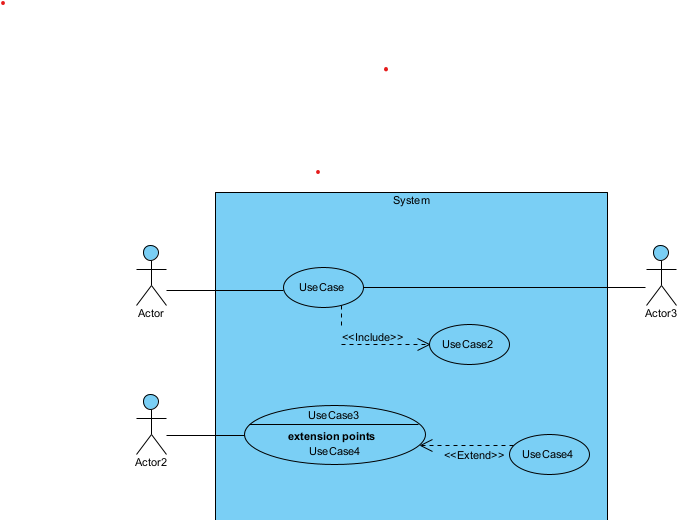 System
UseCase
Actor
Actor3
<<Include>>
UseCase2
UseCase3
extension points
UseCase4
<<Extend>>
UseCase4
Actor2